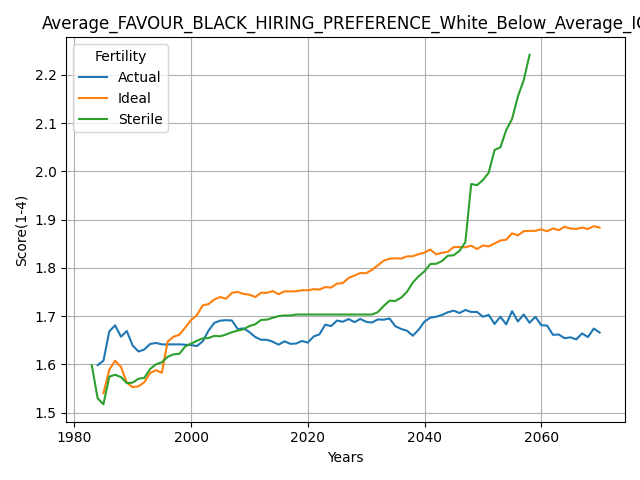 Average_FAVOUR_BLACK_HIRING_PREFERENCE_White_Below_Average_IQ
Fertility
Actual
Ideal
Sterile
2.2
2.1
2.0
1.9
1.8
1.7
1.6
1.5
Score(1-4)
1980 2000 2020 2040 2060
Years